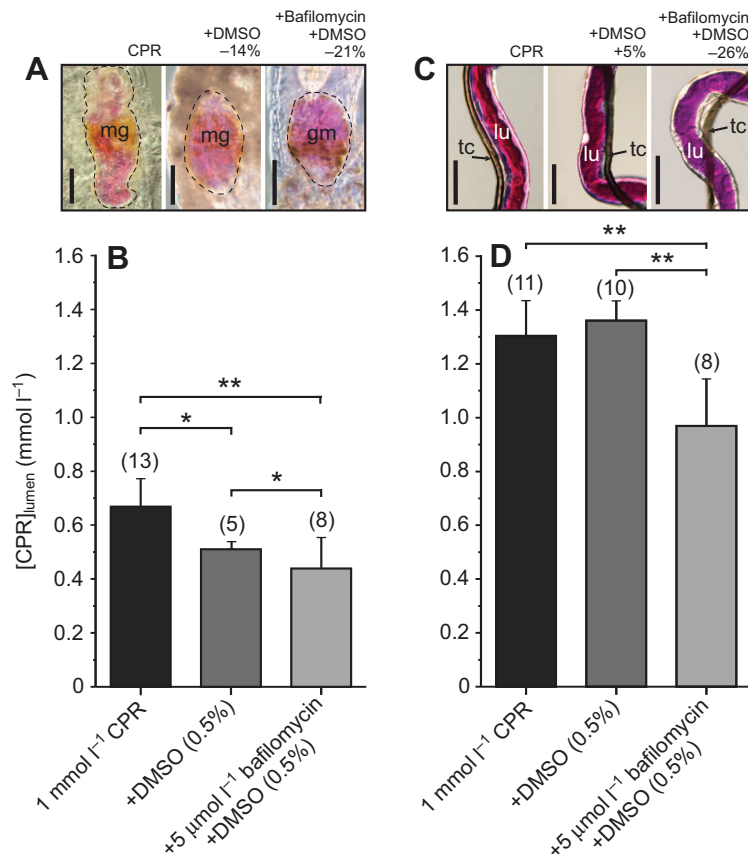 +Bafilomycin
+DMSO
–21%
+DMSO
–14%
CPR
A
mg
mg
gm
+Bafilomycin
+DMSO
–26%
+DMSO
+5%
CPR
C
tc
lu
lu
tc
lu
tc
B
[CPR]lumen (mmol l–1)
1.6
1.4
1.2
1.0
0.8
0.6
0.4
0.2
0
**
*
*
(13)
(5)
(8)
1 mmol l–1 CPR
+DMSO (0.5%)
+5 μmol l–1 bafilomycin
+DMSO (0.5%)
D
1.6
1.4
1.2
1.0
0.8
0.6
0.4
0.2
0
**
**
(11)
(10)
(8)
1 mmol l–1 CPR
+DMSO (0.5%)
+5 μmol l–1 bafilomycin
+DMSO (0.5%)